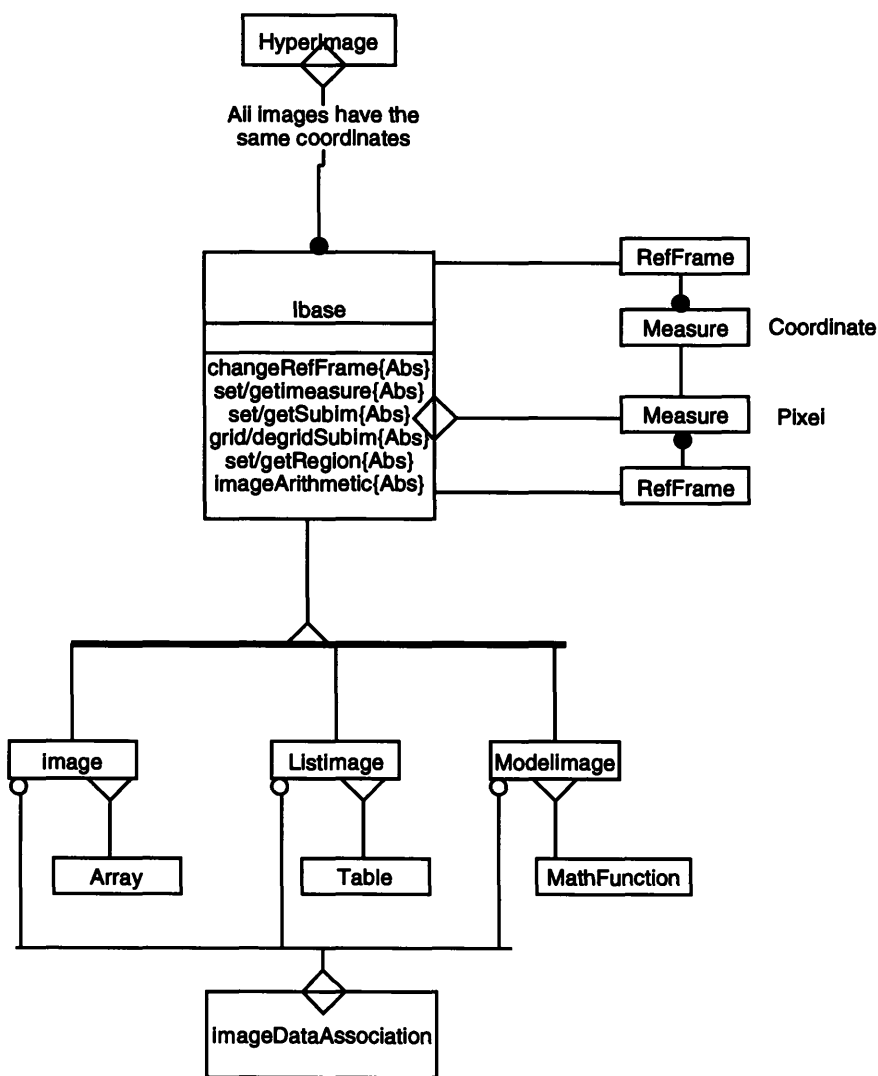 HyperImage
All images have the
same coordinates
RefFrame
Ibase
Measure
Coordinate
changeRefFrame{Abs}
set/getimeasure{Abs}
set/getSubim{Abs}
Measure
Pixel
grid/degridSubim{Abs}
set/getRegion{Abs}
imageArithmetic{Abs}
RefFrame
image
Listimage
Modelimage
Array
Table
MathFunction
imageDataAssociation